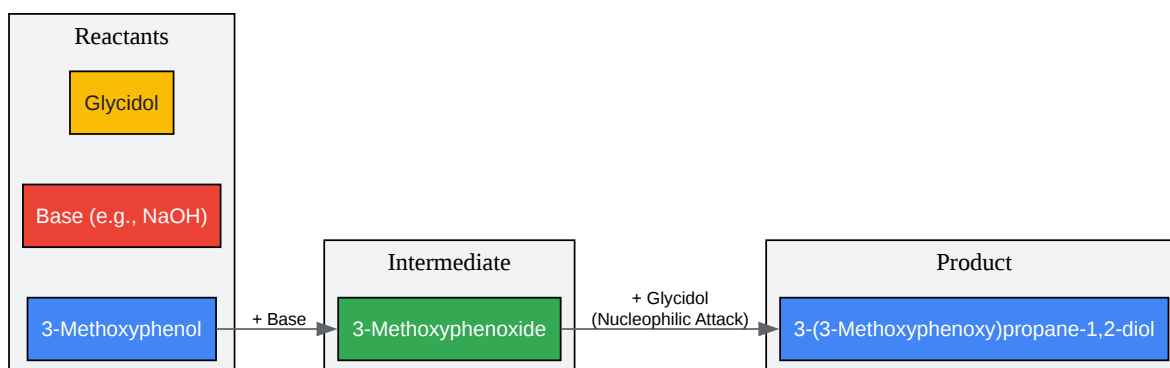 Reactants
Glycidol
Base (e.g., NaOH)
3-Methoxyphenol
+ Base
Intermediate
3-Methoxyphenoxide
+ Glycidol
(Nucleophilic Attack)
Product
3-(3-Methoxyphenoxy)propane-1,2-diol